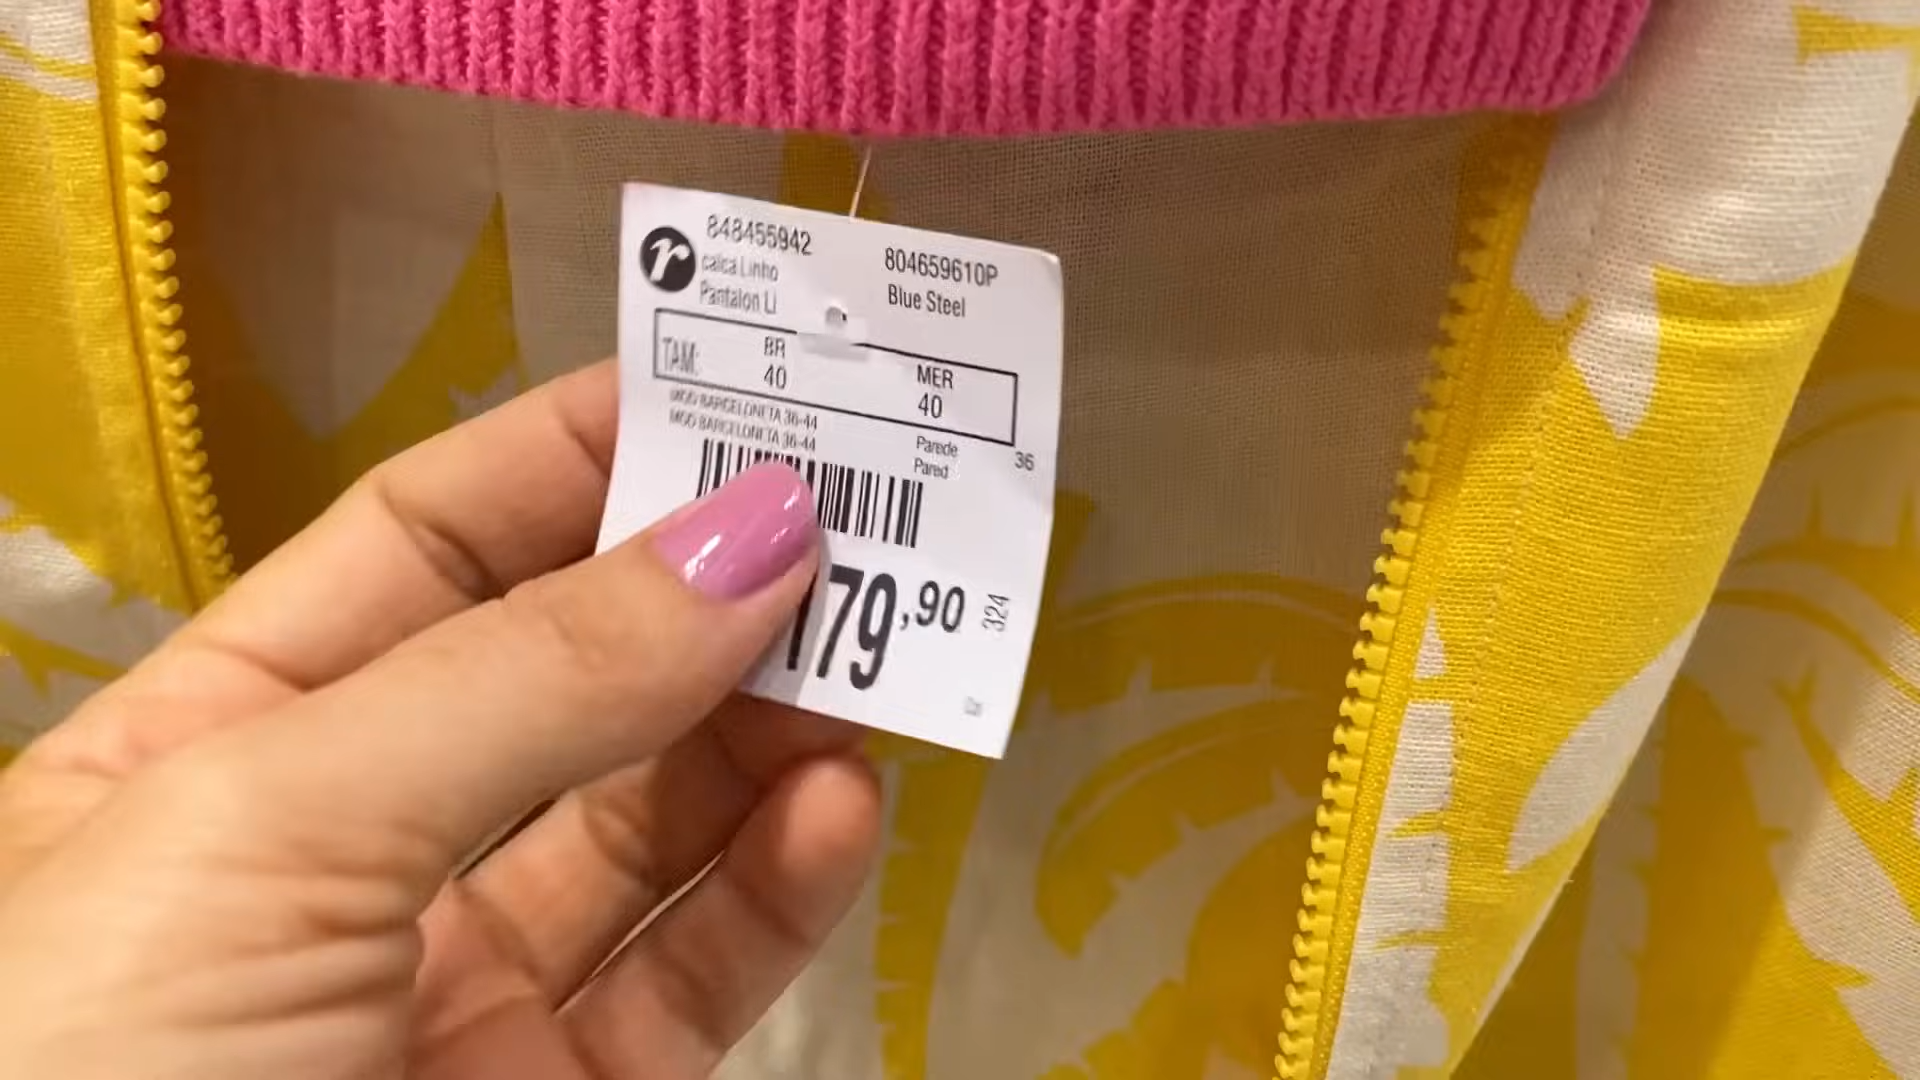 r
848455942
calca Linho
Pantalon Li
804659610P
Blue Steel
TAM:
BR
40
MER
40
MOD BARCELONETA 36-44
MOD BARCELONETA 36-44
Parede
Pared
36
179,90
324